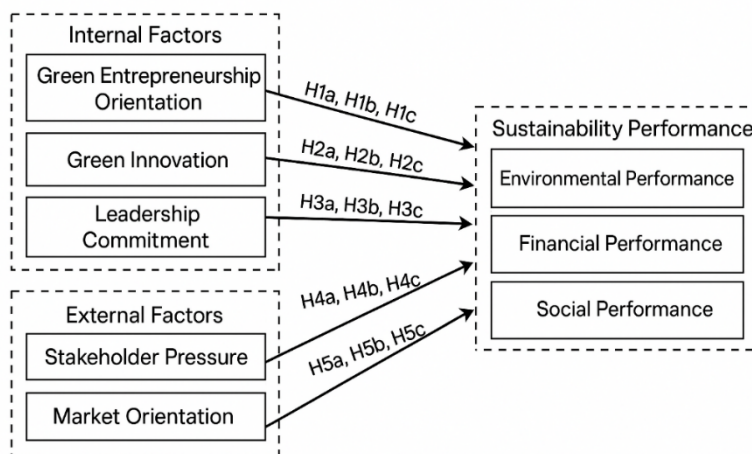 Internal Factors
Green Entrepreneurship
Orientation
Green Innovation
Leadership
Commitment
External Factors
Stakeholder Pressure
Market Orientation
H1a, H1b, H1c
H2a, H2b, H2c
H3a, H3b, H3c
H4a, H4b, H4c
H5a, H5b, H5c
Sustainability Performance
Environmental Performance
Financial Performance
Social Performance